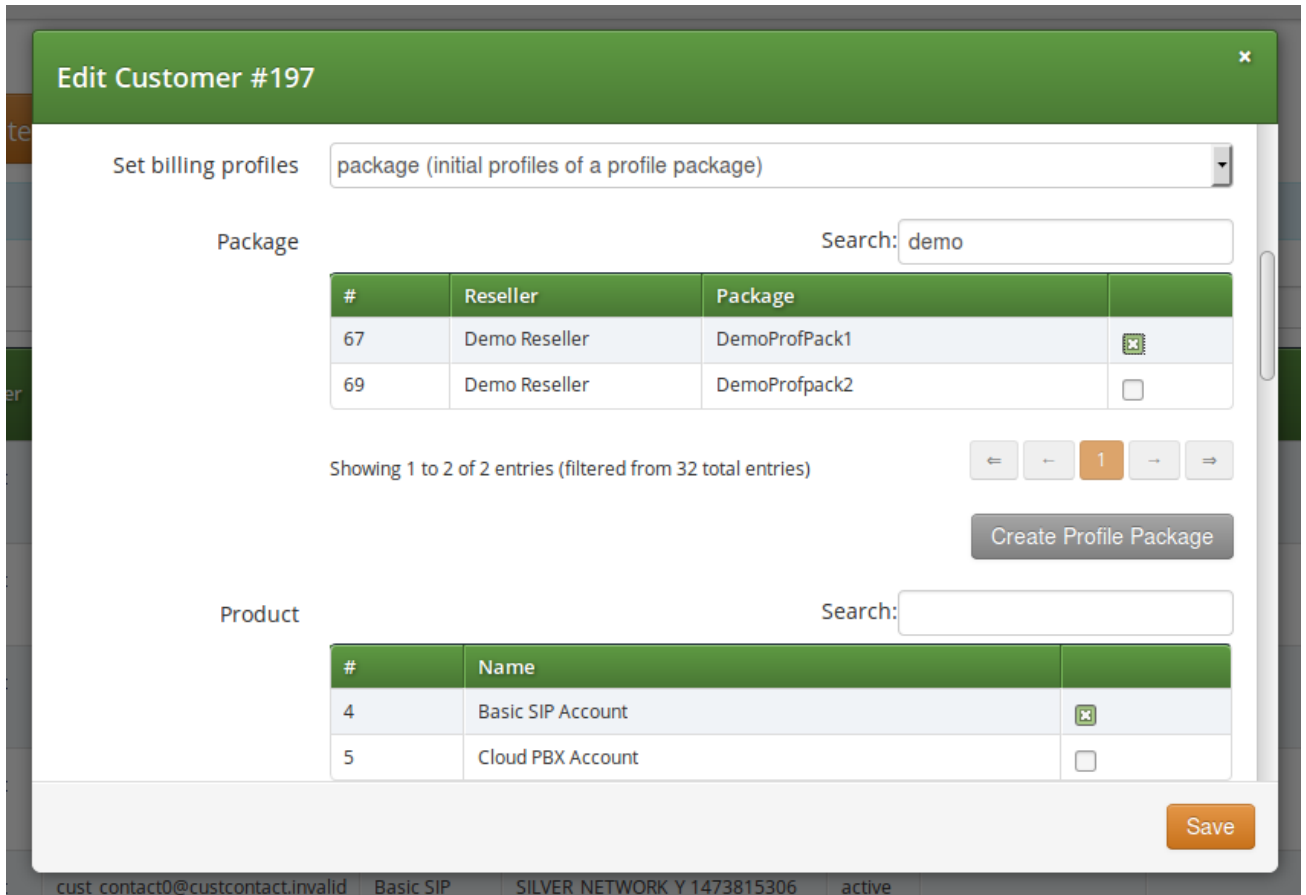 Edit Customer #197
×
te
Set billing profiles package (initial profiles of a profile package)
Package Search: demo
# Reseller Package
67 Demo Reseller DemoProfPack1
69 Demo Reseller DemoProfpack2
er
Showing 1 to 2 of 2 entries (filtered from 32 total entries) ⇐ ← 1 → ⇒
Create Profile Package
Product Search:
# Name
4 Basic SIP Account
5 Cloud PBX Account
Save
cust_contact0@custcontact.invalid Basic SIP SILVER_NETWORK_Y 1473815306 active